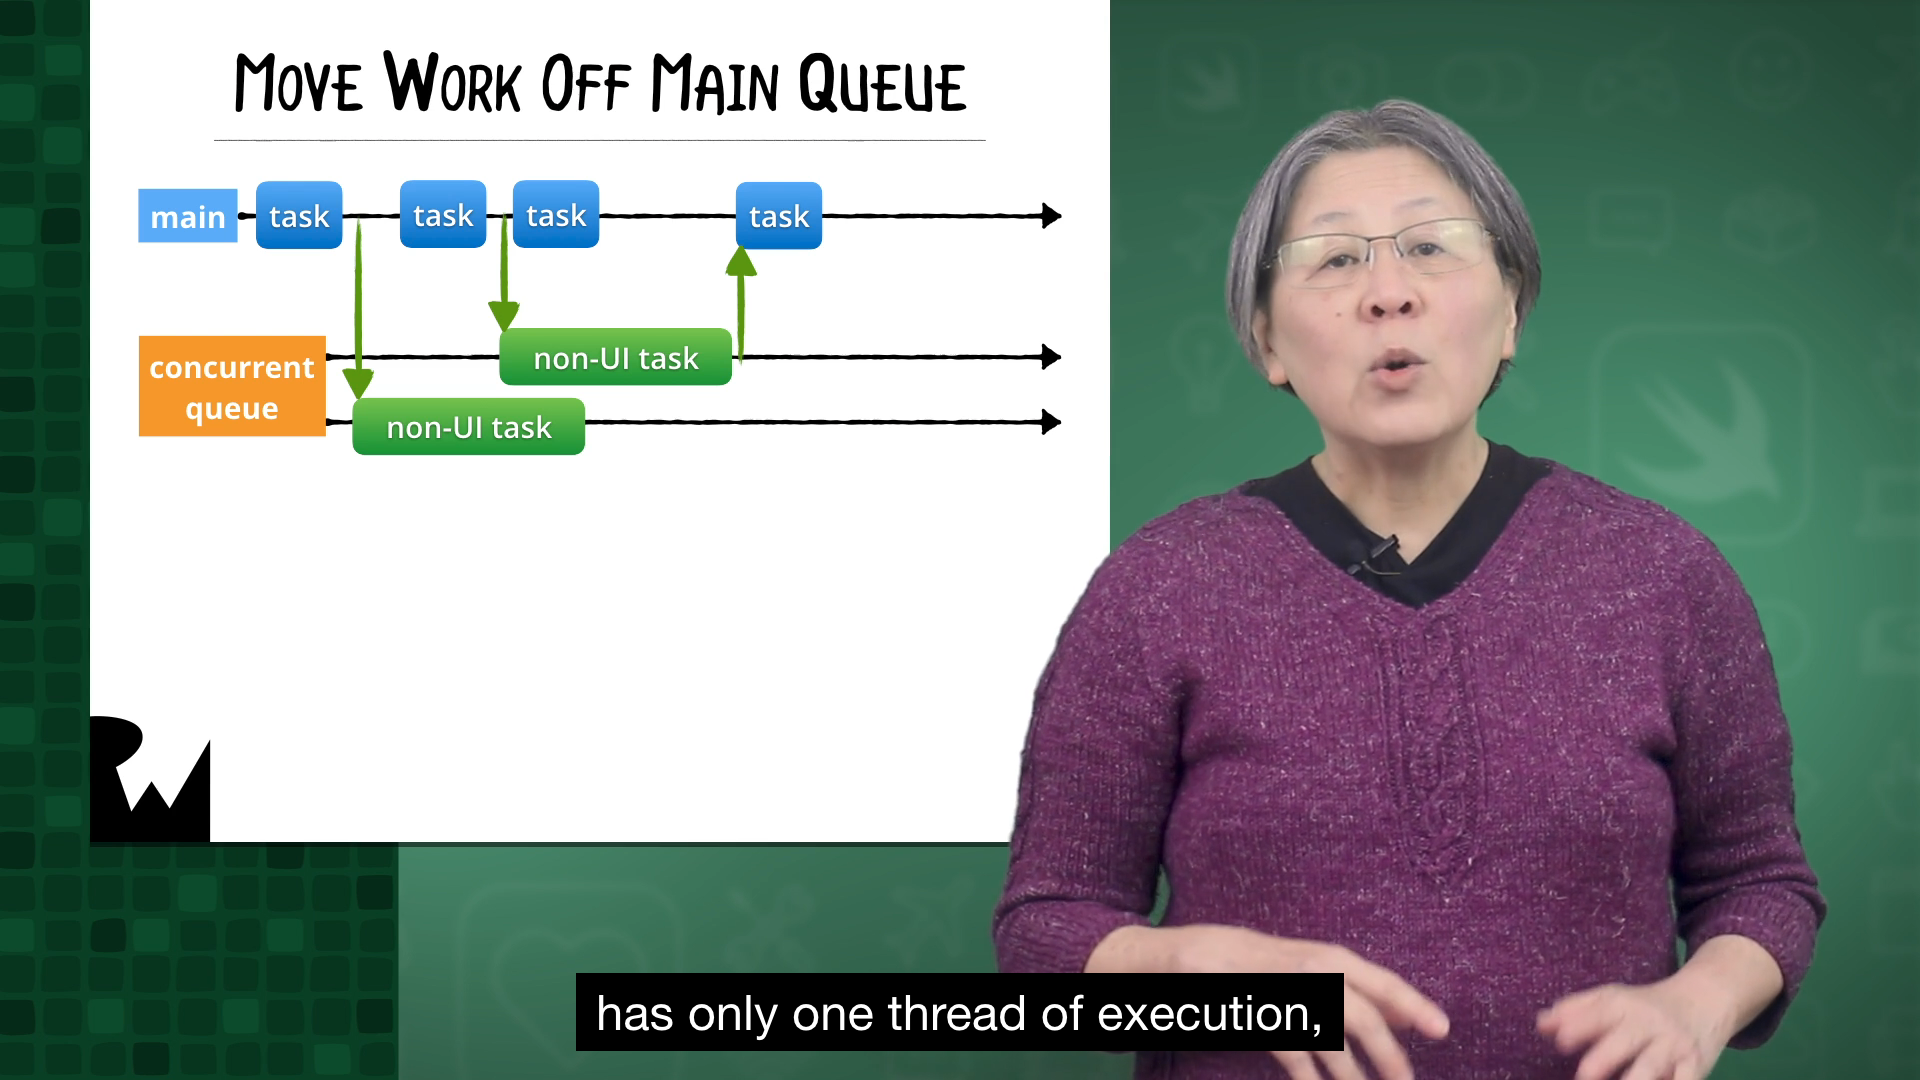 MOVE WORK OFF MAIN QUEUE
main task task task task
non-UI task
concurrent
queue
non-UI task
has only one thread of execution,